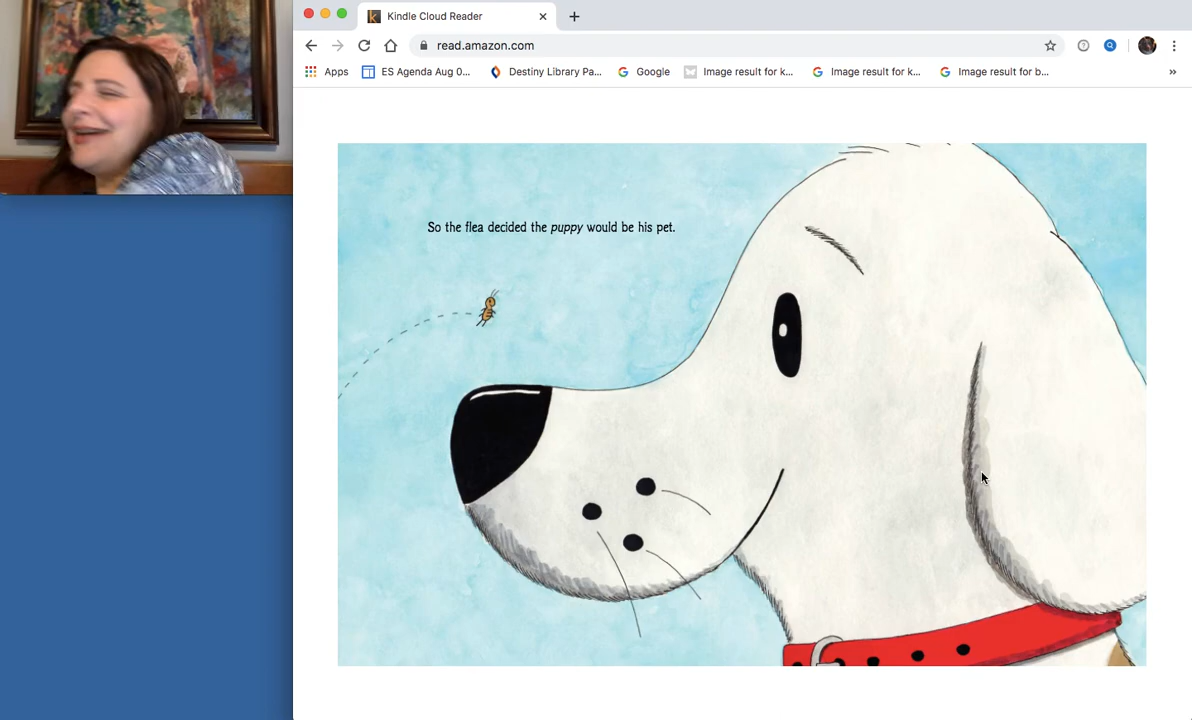 Kindle Cloud Reader
read.amazon.com
Apps
ES Agenda Aug 0...
Destiny Library Pa...
Google
Image result for k...
Image result for k...
Image result for b...
So the flea decided the puppy would be his pet.